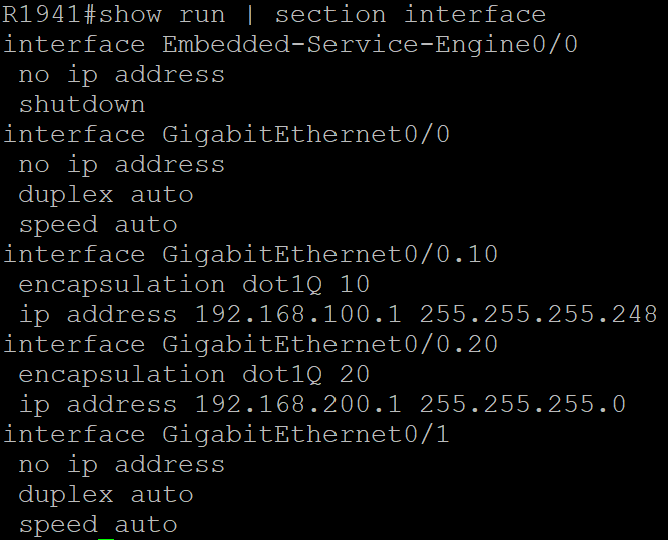 R1941#show run | section interface
interface Embedded-Service-Engine0/0
 no ip address
 shutdown
interface GigabitEthernet0/0
 no ip address
 duplex auto
 speed auto
interface GigabitEthernet0/0.10
 encapsulation dot1Q 10
 ip address 192.168.100.1 255.255.255.248
interface GigabitEthernet0/0.20
 encapsulation dot1Q 20
 ip address 192.168.200.1 255.255.255.0
interface GigabitEthernet0/1
 no ip address
 duplex auto
 speed auto